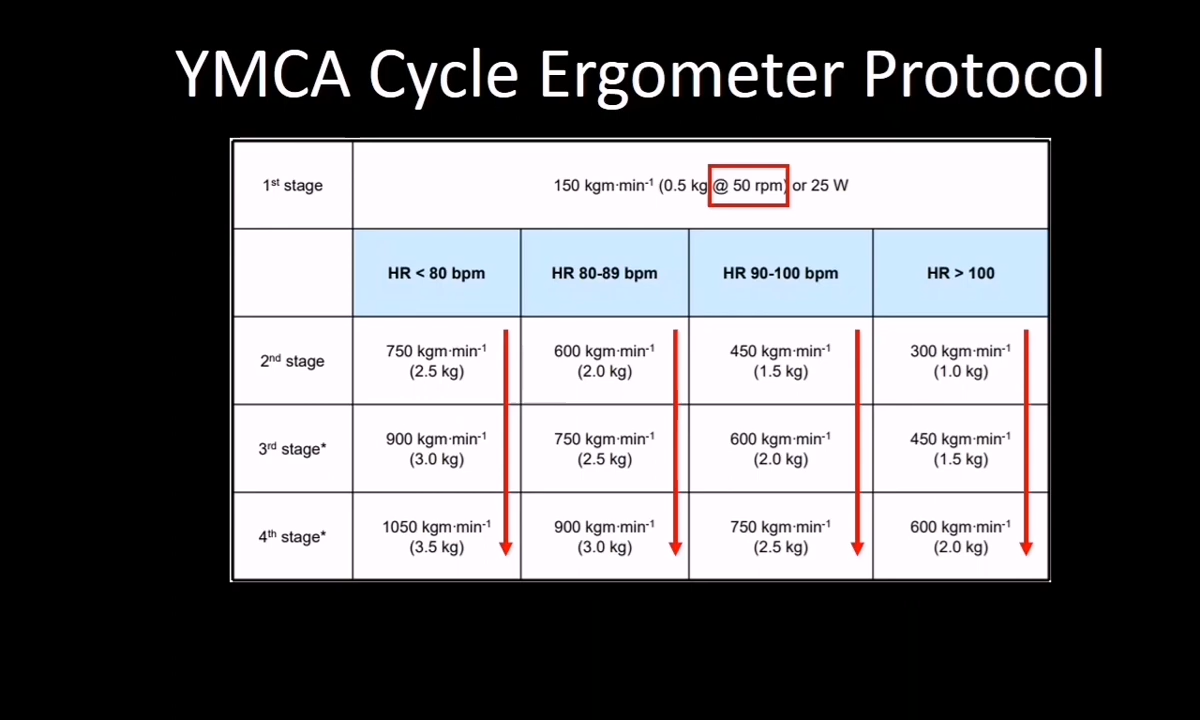 YMCA Cycle Ergometer Protocol
1st stage
150 kgm·min-1 (0.5 kg @ 50 rpm) or 25 W
HR < 80 bpm
HR 80-89 bpm
HR 90-100 bpm
HR > 100
2nd stage
750 kgm·min-1
(2.5 kg)
600 kgm·min-1
(2.0 kg)
450 kgm·min-1
(1.5 kg)
300 kgm·min-1
(1.0 kg)
3rd stage*
900 kgm·min-1
(3.0 kg)
750 kgm·min-1
(2.5 kg)
600 kgm·min-1
(2.0 kg)
450 kgm·min-1
(1.5 kg)
4th stage*
1050 kgm·min-1
(3.5 kg)
900 kgm·min-1
(3.0 kg)
750 kgm·min-1
(2.5 kg)
600 kgm·min-1
(2.0 kg)